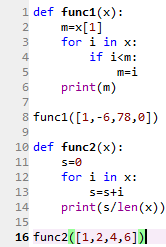 1 def func1(x):
2     m=x[1]
3     for i in x:
4         if i<m:
5             m=i
6     print(m)
7
8 func1([1,-6,78,0])
9
10 def func2(x):
11     s=0
12     for i in x:
13         s=s+i
14     print(s/len(x))
15
16 func2([1,2,4,6])